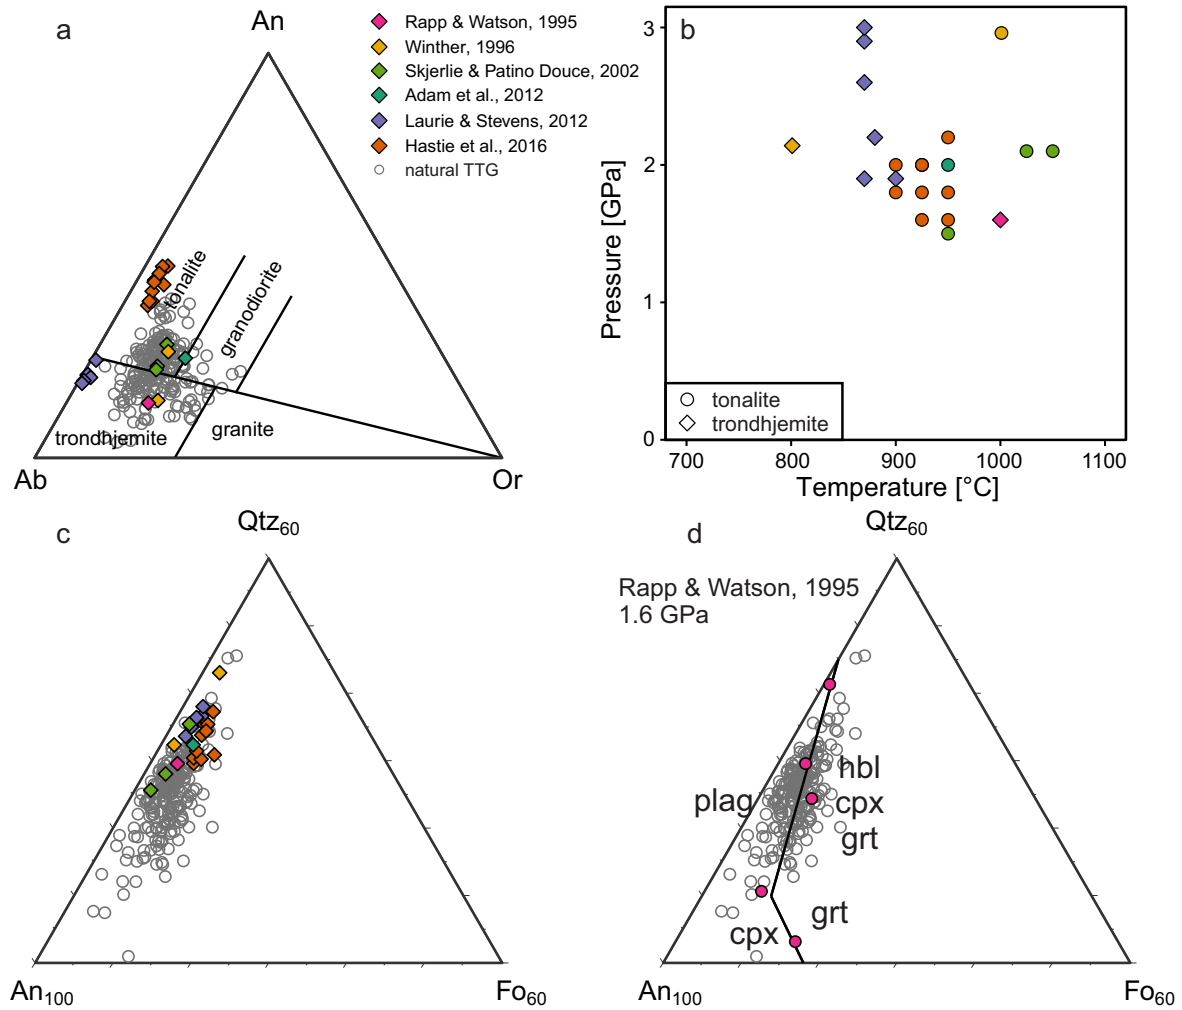 a
An
Rapp & Watson, 1995
Winther, 1996
Skjerlie & Patino Douce, 2002
Adam et al., 2012
Laurie & Stevens, 2012
Hastie et al., 2016
natural TTG
tonalite
granodiorite
trondhjemite
granite
Ab
Or
b
3
2
1
0
Pressure [GPa]
tonalite
trondhjemite
700
800
900
1000
1100
Temperature [°C]
c
Qtz60
An100
Fo60
d
Qtz60
Rapp & Watson, 1995
1.6 GPa
hbl
plag
cpx
grt
grt
cpx
An100
Fo60